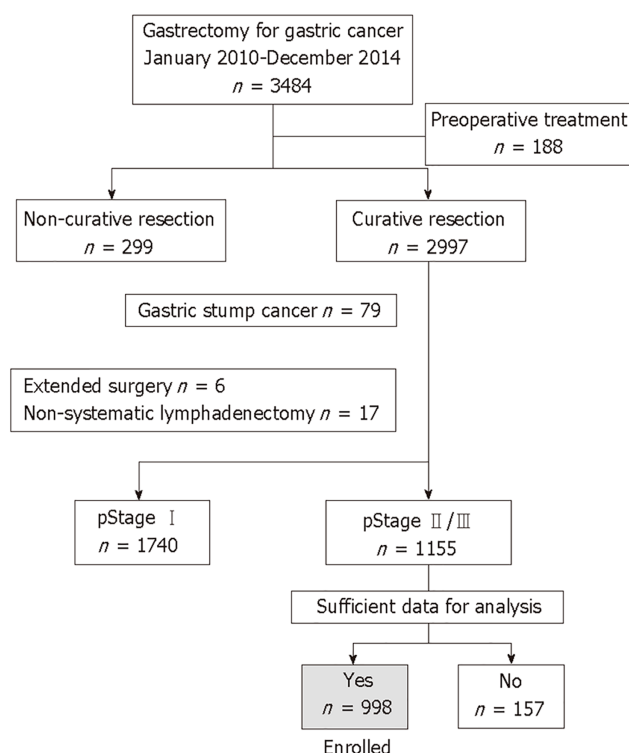 Gastrectomy for gastric cancer
January 2010-December 2014
n = 3484
Preoperative treatment
n = 188
Non-curative resection
n = 299
Curative resection
n = 2997
Gastric stump cancer n = 79
Extended surgery n = 6
Non-systematic lymphadenectomy n = 17
pStage Ⅰ
n = 1740
pStage Ⅱ/Ⅲ
n = 1155
Sufficient data for analysis
Yes
n = 998
No
n = 157
Enrolled